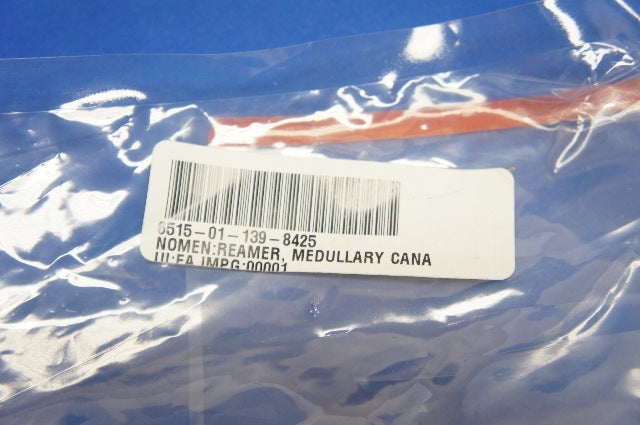 6515-01-139-8425
NOMEN:REAMER, MEDULLARY CANA
UI:EA IMPG:00001